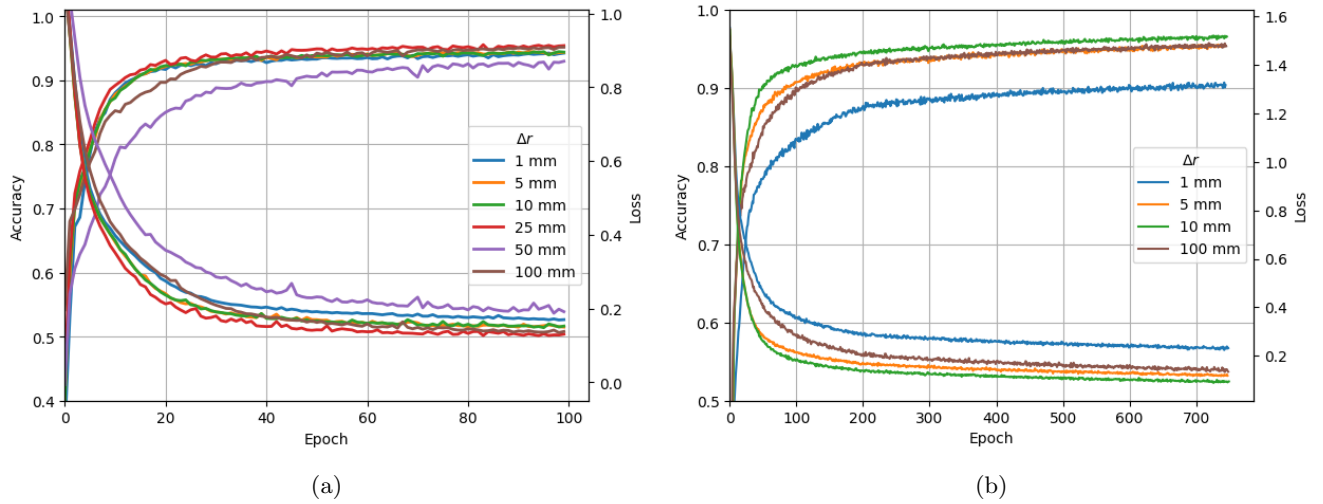 1.0
0.9
0.8
0.7
0.6
0.5
0.4
Accuracy
0 20 40 60 80 100
Epoch
1.0
0.8
0.6
0.4
0.2
0.0
Loss
Δr
1 mm
5 mm
10 mm
25 mm
50 mm
100 mm
(a)
1.0
0.9
0.8
0.7
0.6
0.5
Accuracy
0 100 200 300 400 500 600 700
Epoch
1.6
1.4
1.2
1.0
0.8
0.6
0.4
0.2
Loss
Δr
1 mm
5 mm
10 mm
100 mm
(b)